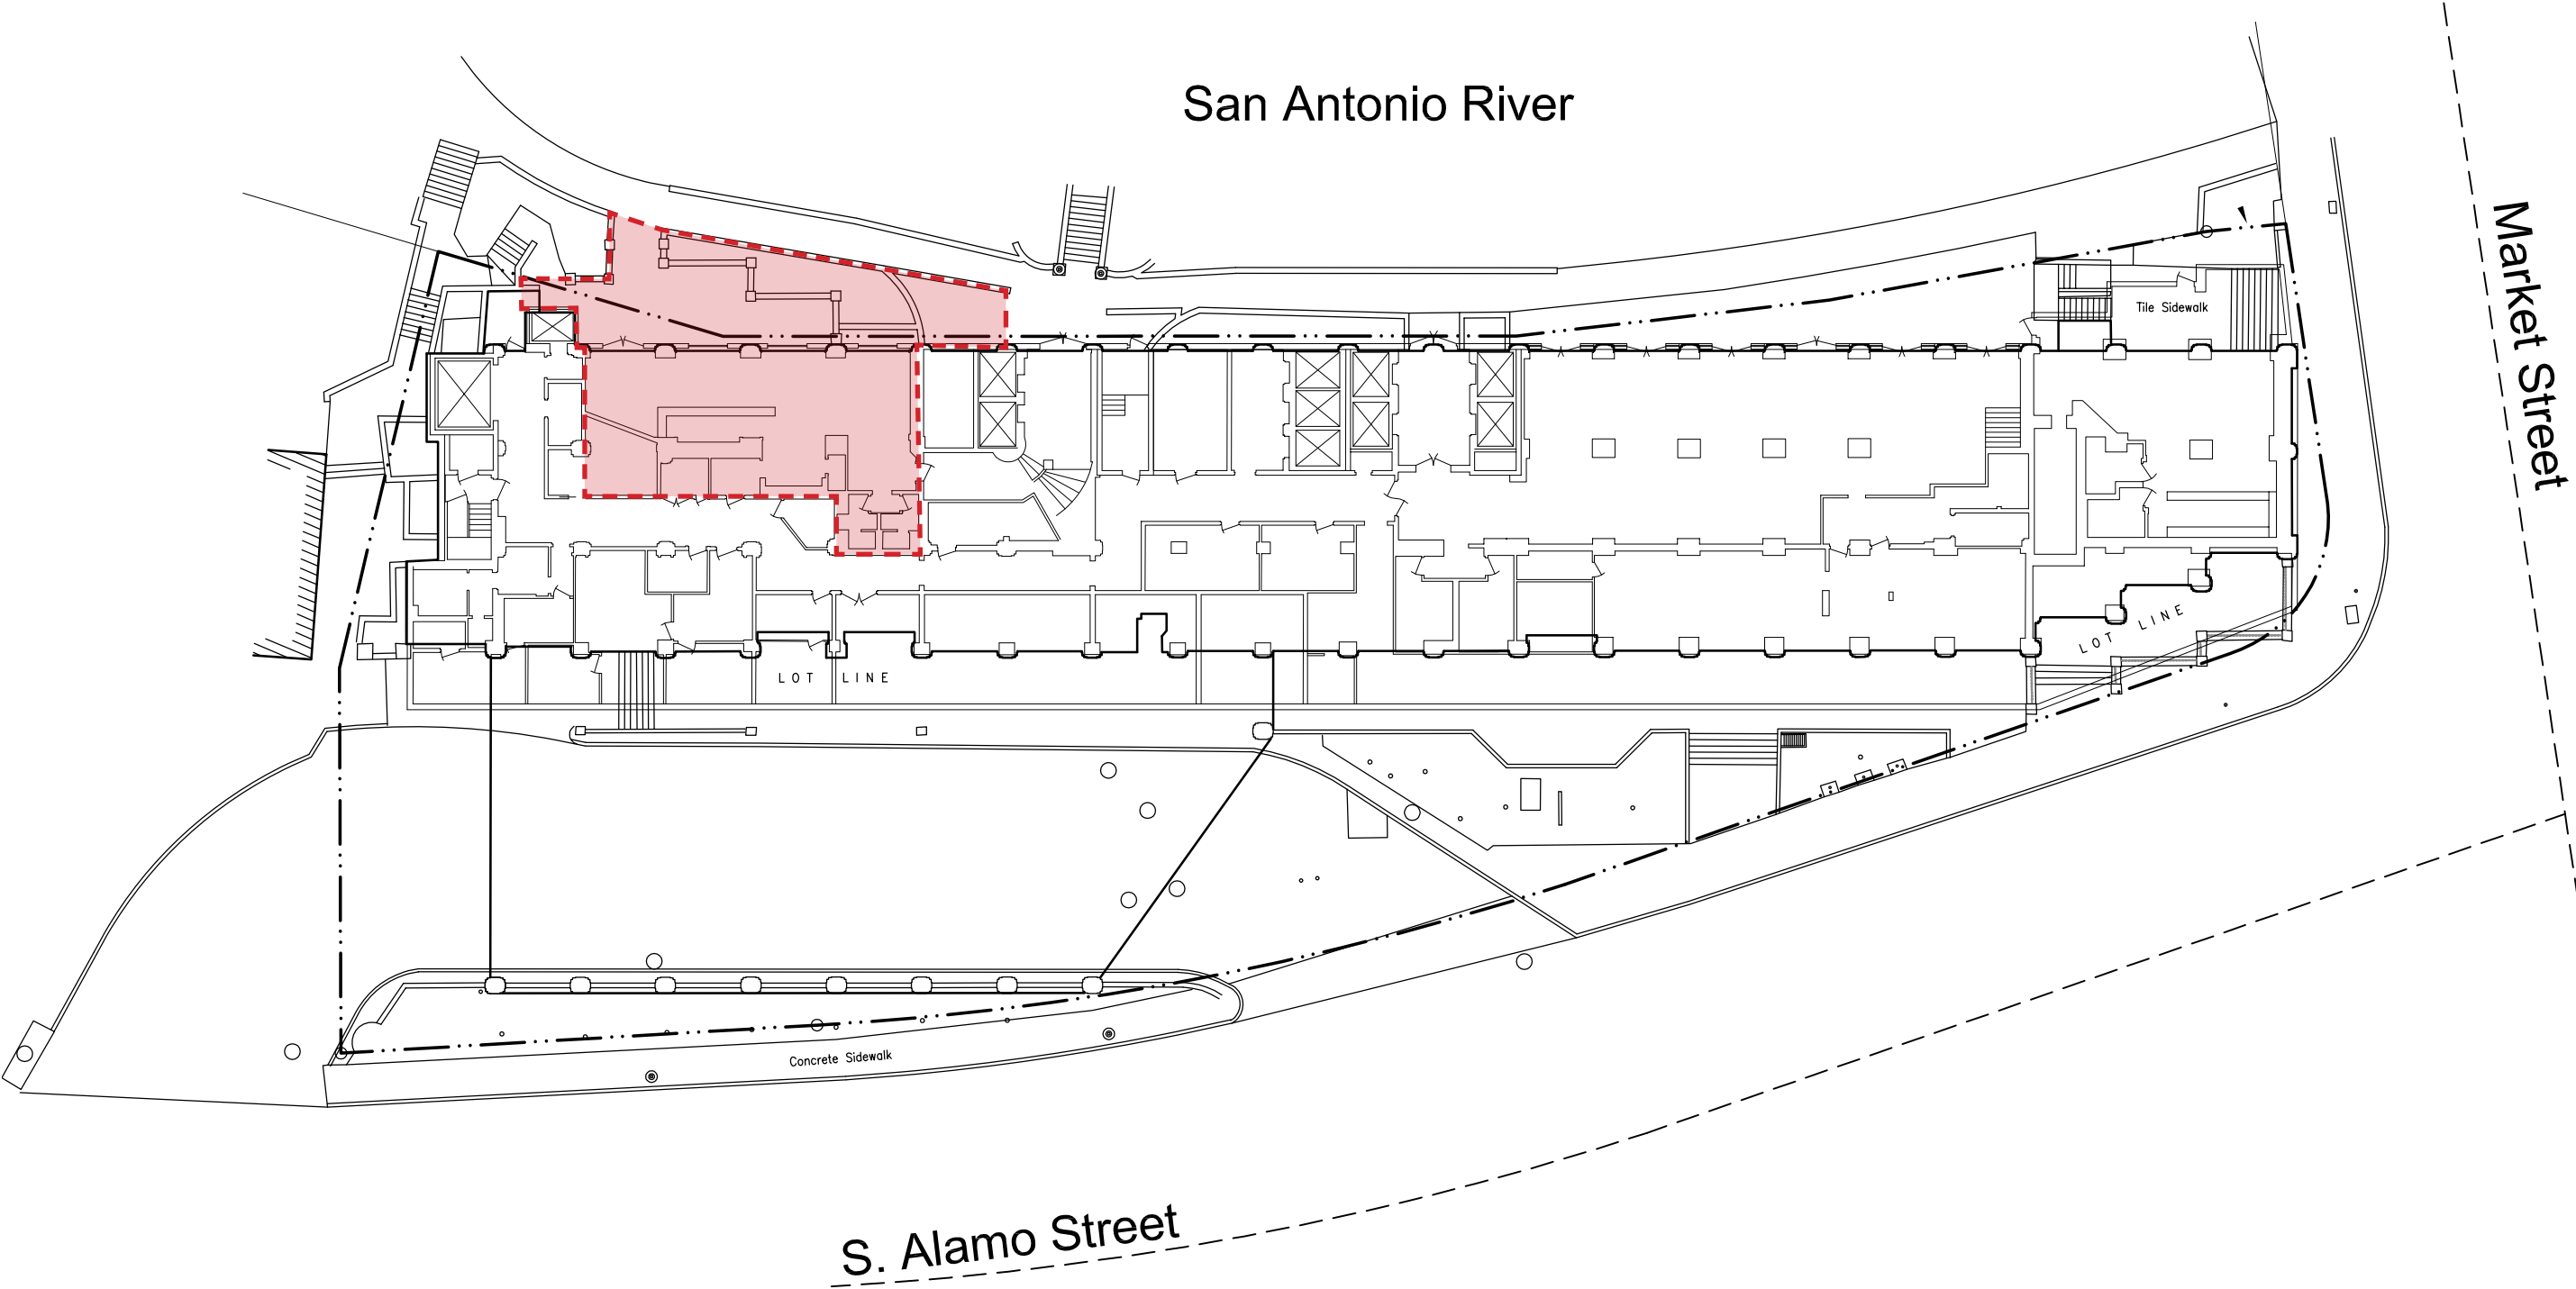 San Antonio River
Market Street
Tile Sidewalk
LOT LINE
LOT LINE
Concrete Sidewalk
S. Alamo Street